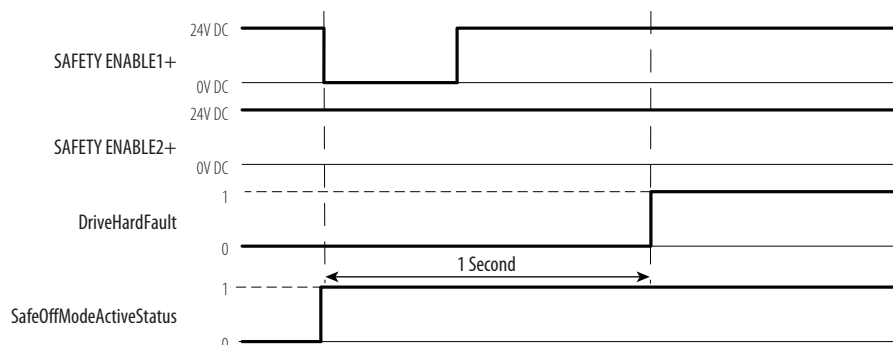 24V DC
SAFETY ENABLE1+
0V DC
24V DC
SAFETY ENABLE2+
0V DC
1
DriveHardFault
0
1 Second
1
SafeOffModeActiveStatus
0